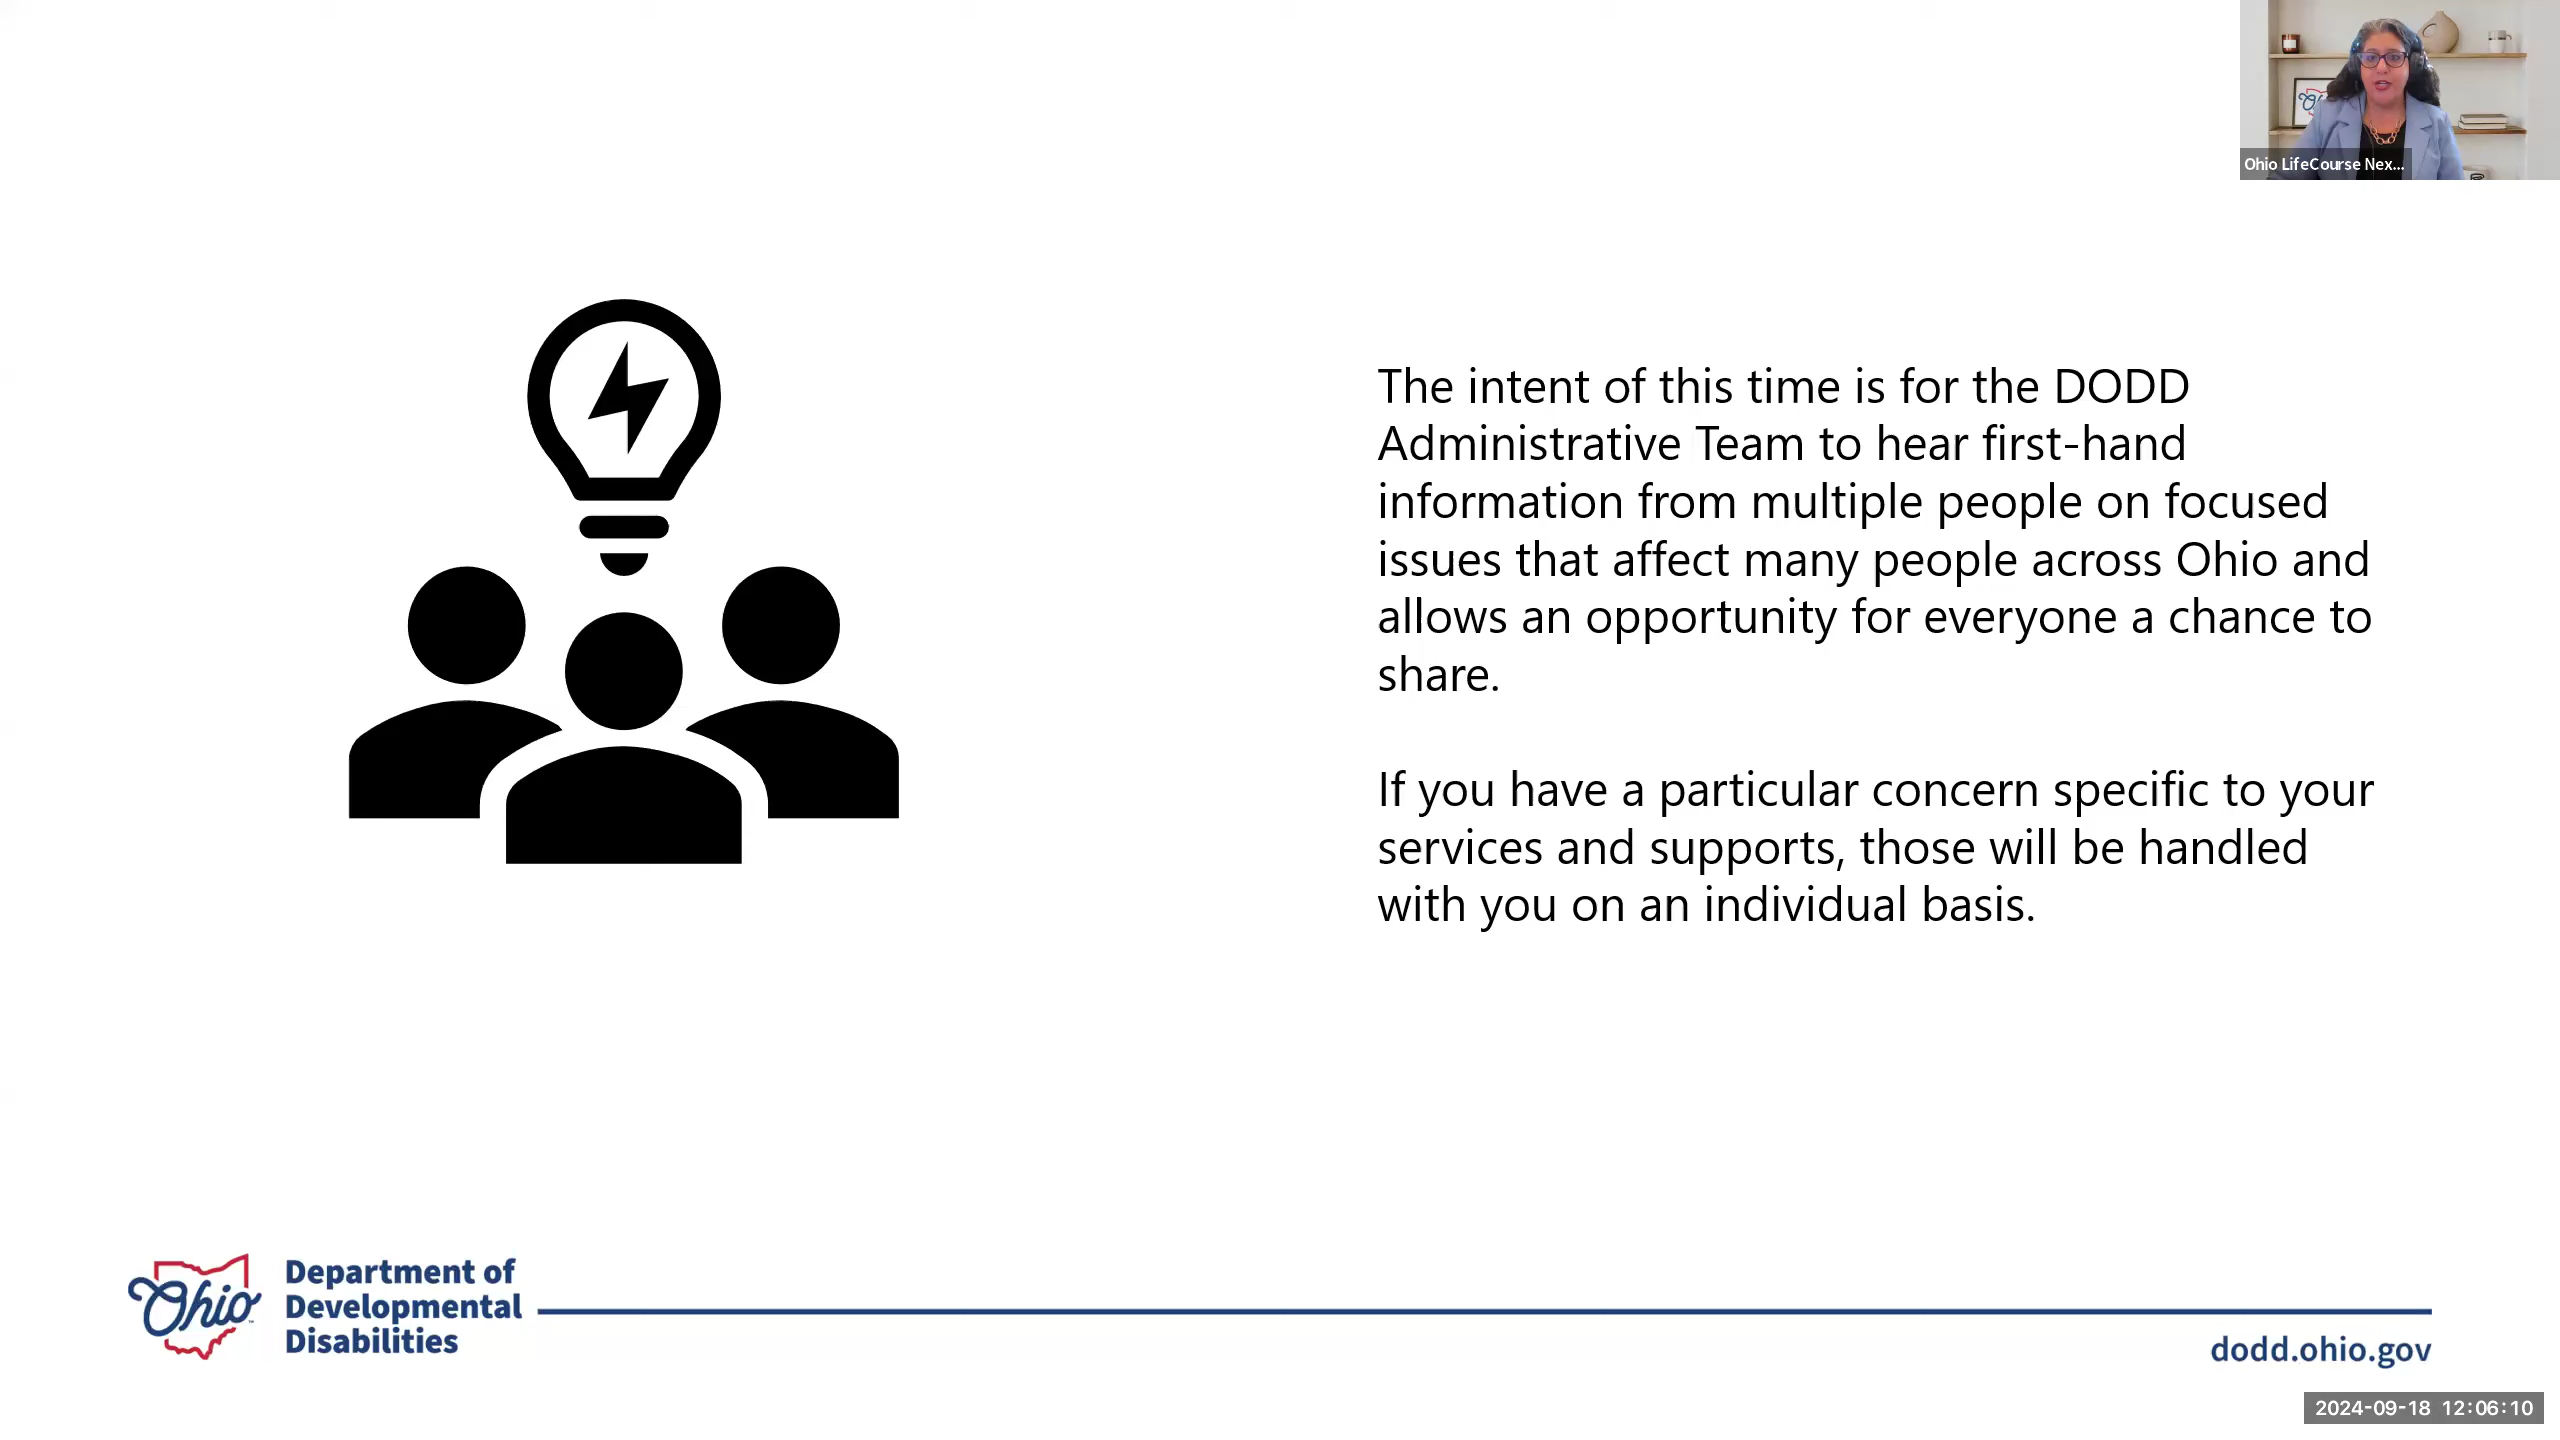 Ohio LifeCourse Nex...
The intent of this time is for the DODD
Administrative Team to hear first-hand
information from multiple people on focused
issues that affect many people across Ohio and
allows an opportunity for everyone a chance to
share.
If you have a particular concern specific to your
services and supports, those will be handled
with you on an individual basis.
Ohio
Department of
Developmental
Disabilities
dodd.ohio.gov
2024-09-18 12:06:10